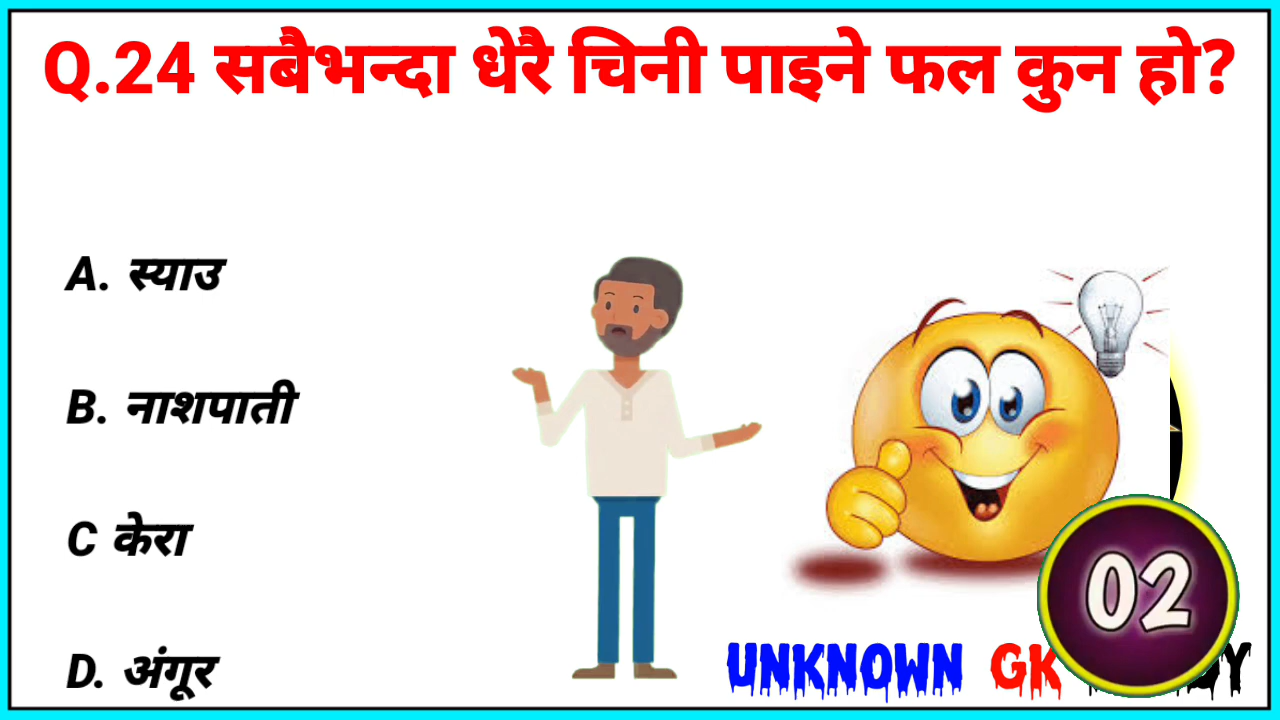 Q.24 सबैभन्दा धेरै चिनी पाइने फल कुन हो?
A. स्याउ
B. नाशपाती
C केरा
D. अंगूर
02
UNKNOWN GK